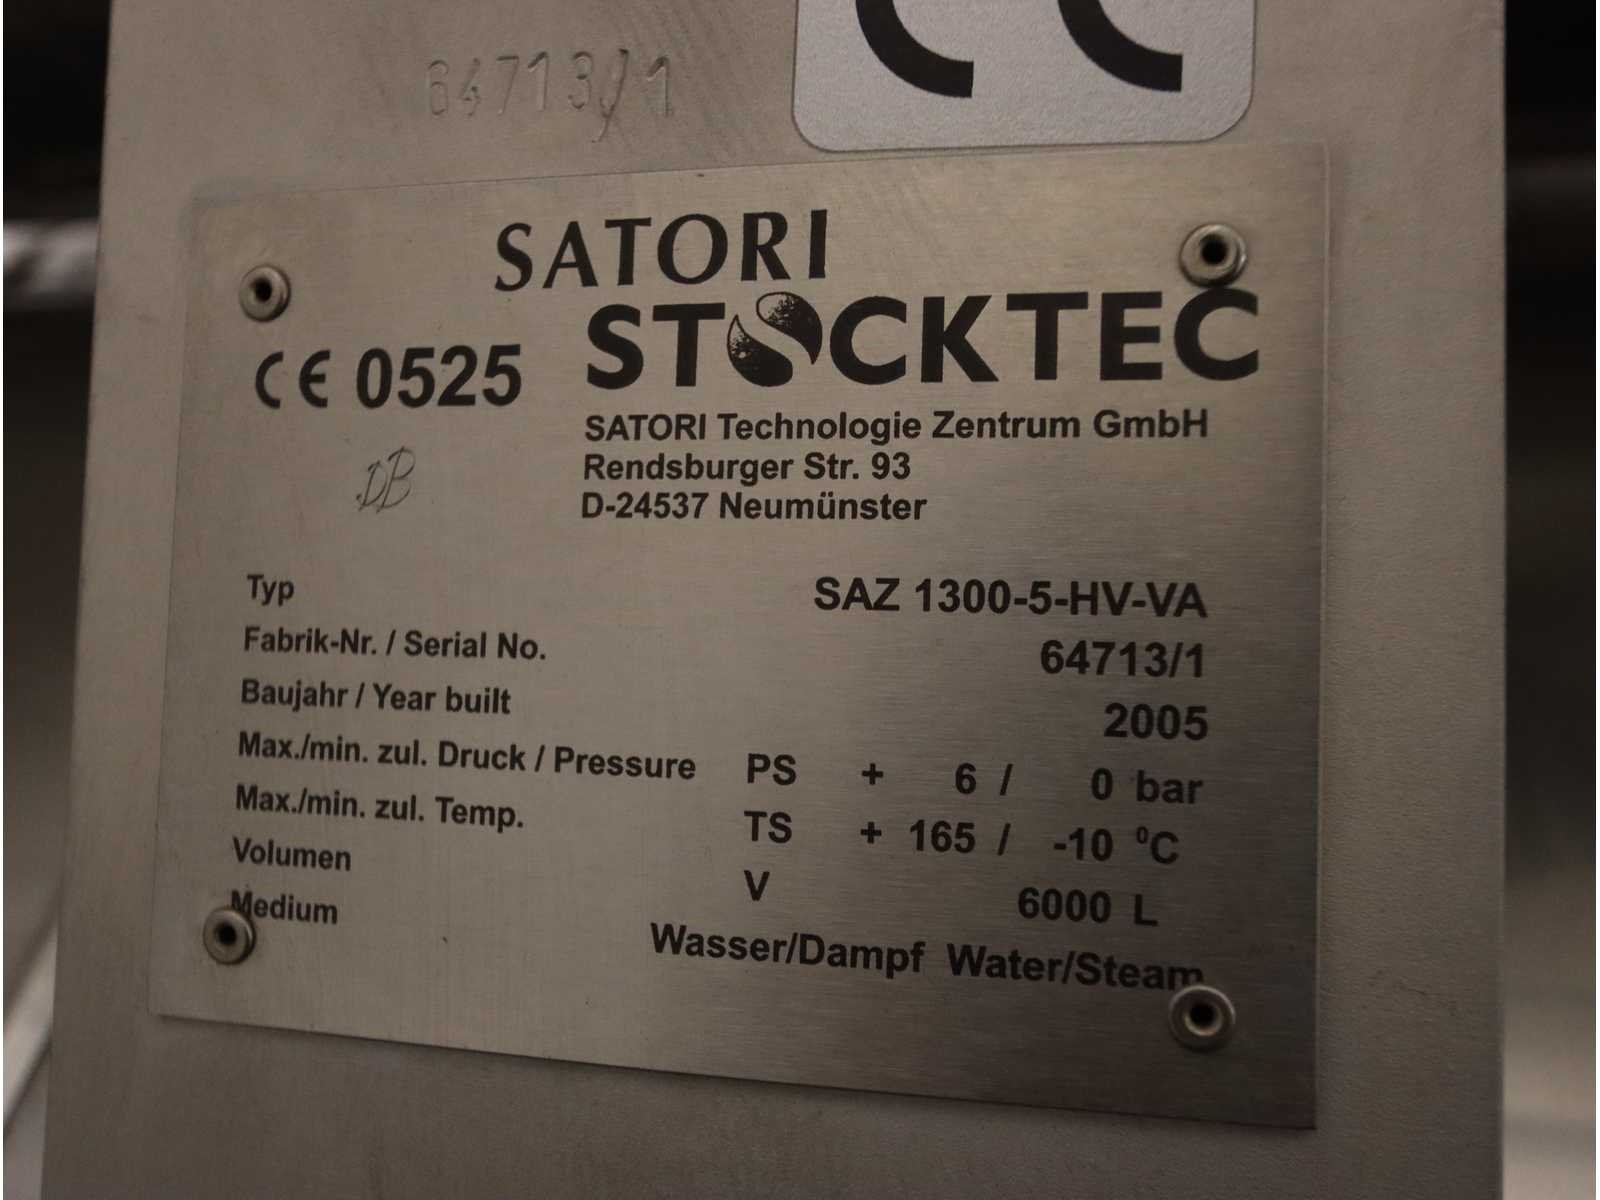 64713/1
CE
SATORI
STOCKTEC
CE 0525
SATORI Technologie Zentrum GmbH
Rendsburger Str. 93
D-24537 Neumünster
DB
Typ SAZ 1300-5-HV-VA
Fabrik-Nr. / Serial No. 64713/1
Baujahr / Year built 2005
Max./min. zul. Druck / Pressure PS + 6 / 0 bar
Max./min. zul. Temp. TS + 165 / -10 °C
Volumen V 6000 L
Medium Wasser/Dampf Water/Steam